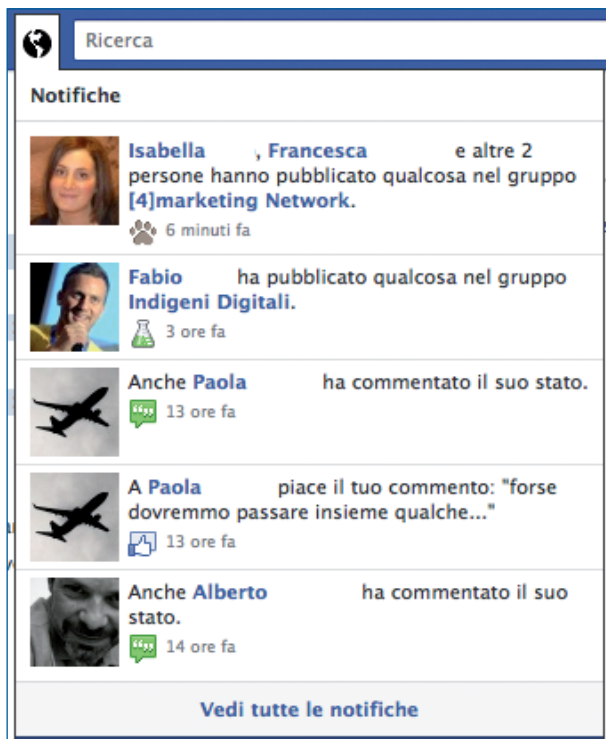 Ricerca
Notifiche
Isabella , Francesca e altre 2
persone hanno pubblicato qualcosa nel gruppo
[4]marketing Network.
6 minuti fa
Fabio ha pubblicato qualcosa nel gruppo
Indigeni Digitali.
3 ore fa
Anche Paola ha commentato il suo stato.
13 ore fa
A Paola piace il tuo commento: "forse
dovremmo passare insieme qualche..."
13 ore fa
Anche Alberto ha commentato il suo
stato.
14 ore fa
Vedi tutte le notifiche